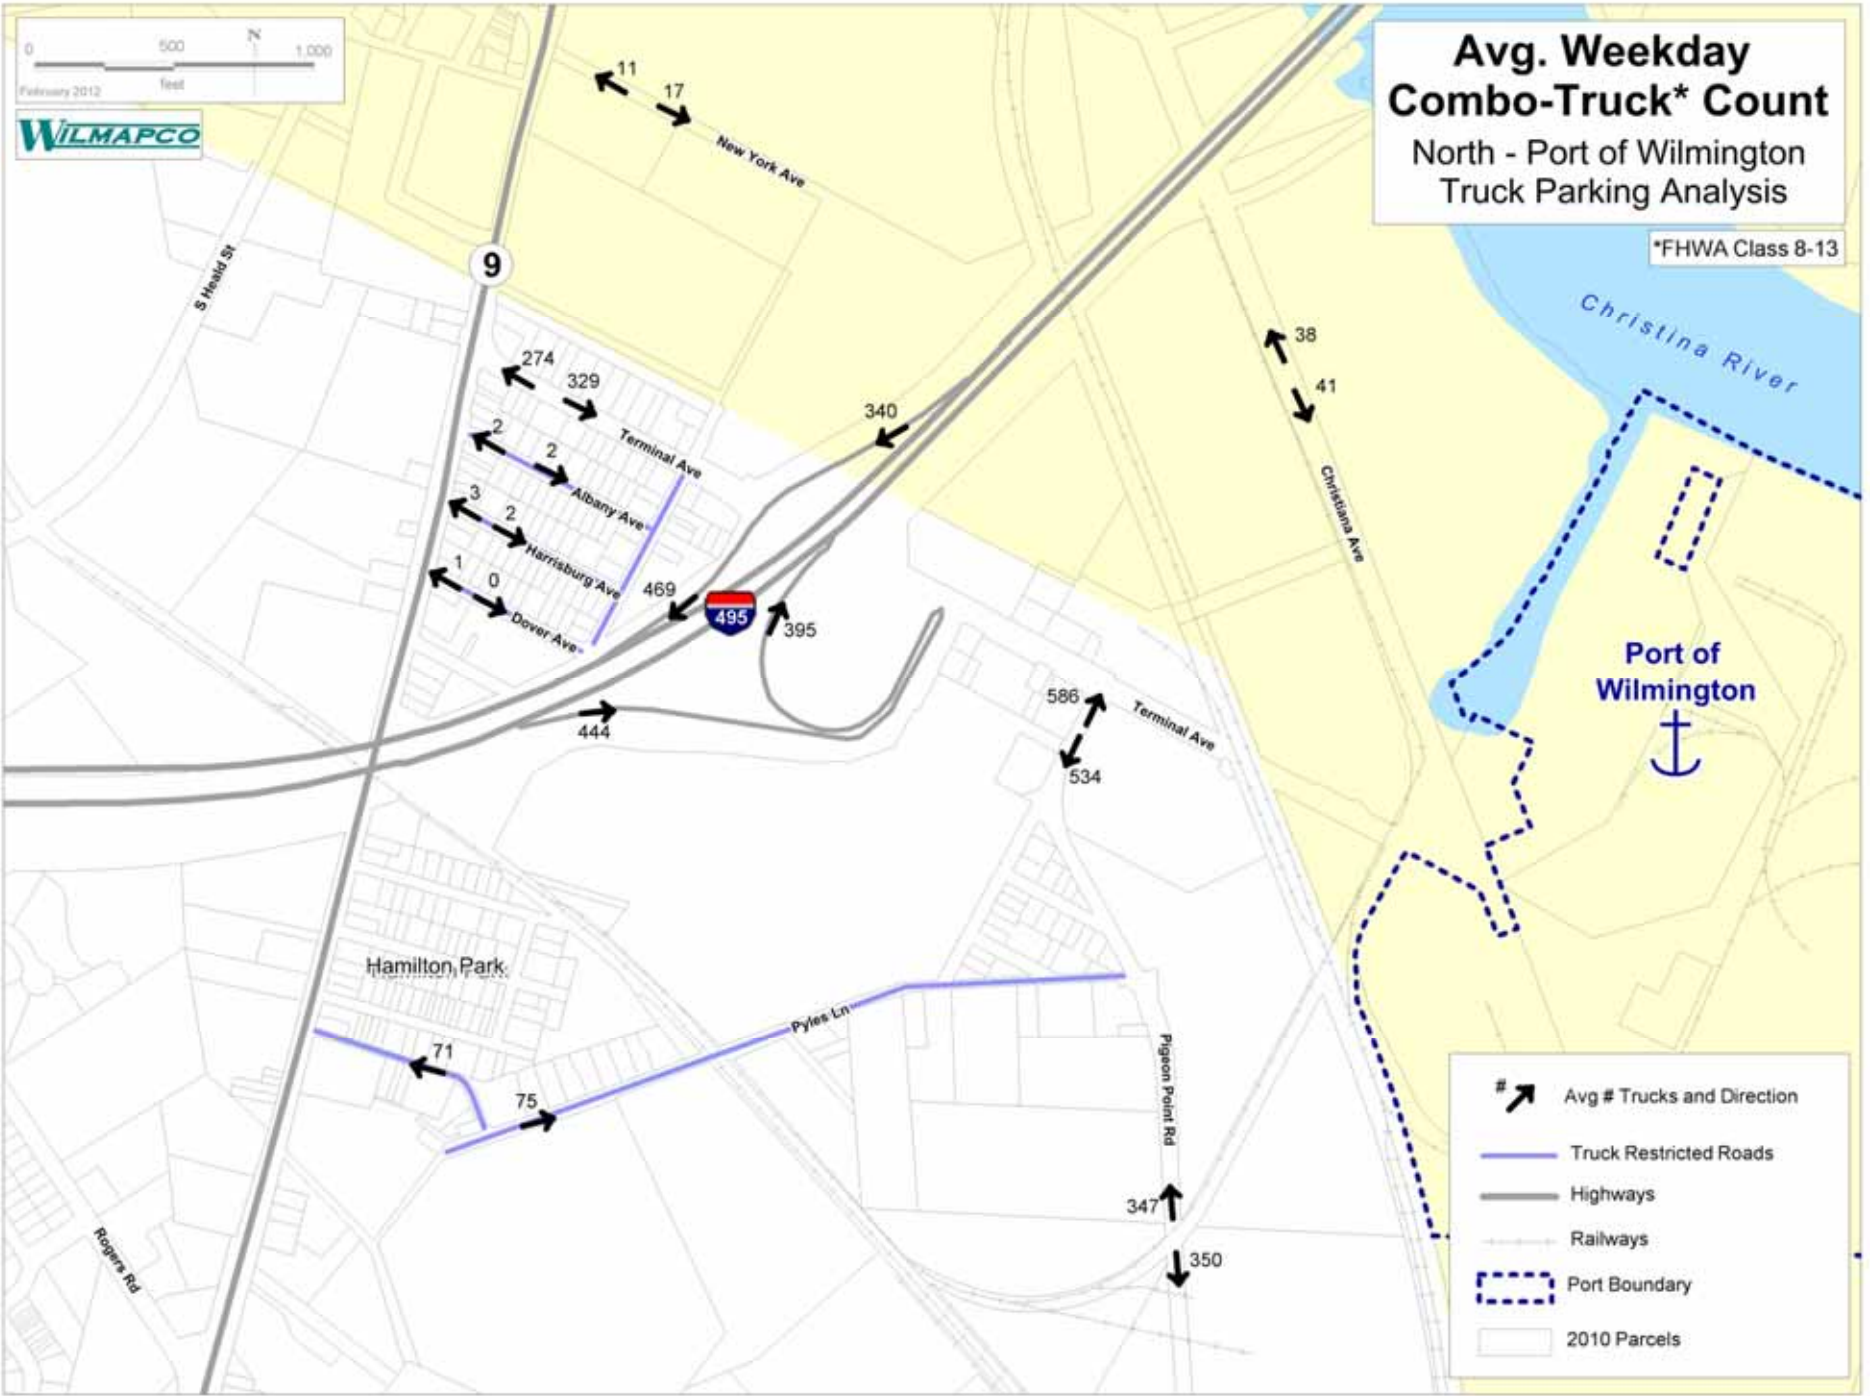 0 500 1,000
N
feet
February 2012
WILMAPCO
Avg. Weekday
Combo-Truck* Count
North - Port of Wilmington
Truck Parking Analysis
*FHWA Class 8-13
11
17
New York Ave
S Heald St
9
Christina River
274
329
Terminal Ave
340
38
41
2
2
Albany Ave
3
2
Harrisburg Ave
Christiana Ave
1
0
Dover Ave
469
495
395
Port of
Wilmington
586
534
Terminal Ave
444
Hamilton Park
Pyles Ln
71
75
Pigeon Point Rd
347
350
Rogers Rd
# Avg # Trucks and Direction
Truck Restricted Roads
Highways
Railways
Port Boundary
2010 Parcels